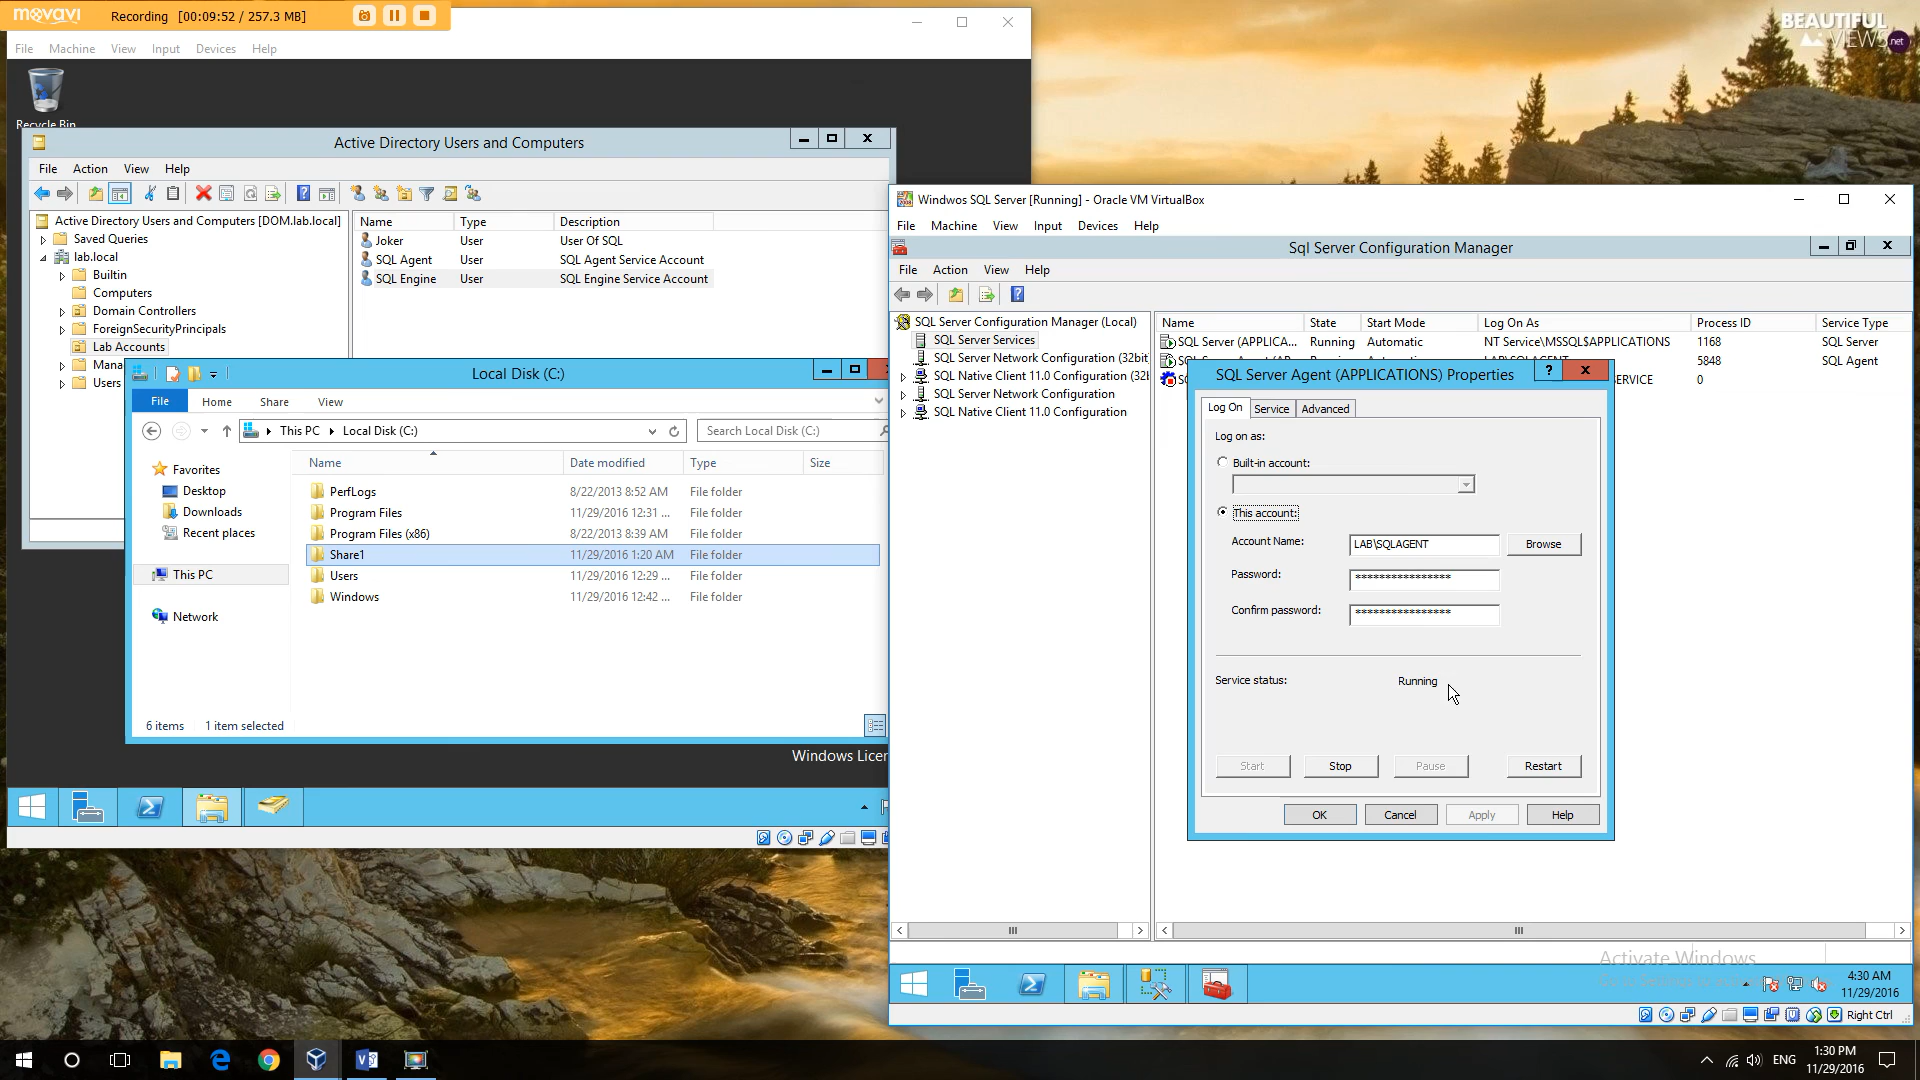 movavi
Recording [00:09:52 / 257.3 MB]
File Machine View Input Devices Help
BEAUTIFUL
VIEWS.net
Recycle Bin
Active Directory Users and Computers
File Action View Help
Active Directory Users and Computers [DOM.lab.local]
Saved Queries
lab.local
Builtin
Computers
Domain Controllers
ForeignSecurityPrincipals
Lab Accounts
Mana
Users
Name Type Description
Joker User User Of SQL
SQL Agent User SQL Agent Service Account
SQL Engine User SQL Engine Service Account
Local Disk (C:)
File Home Share View
This PC Local Disk (C:)
Search Local Disk (C:)
Favorites
Desktop
Downloads
Recent places
This PC
Network
Name Date modified Type Size
PerfLogs 8/22/2013 8:52 AM File folder
Program Files 11/29/2016 12:31 ... File folder
Program Files (x86) 8/22/2013 8:39 AM File folder
Share1 11/29/2016 1:20 AM File folder
Users 11/29/2016 12:29 ... File folder
Windows 11/29/2016 12:42 ... File folder
6 items 1 item selected
Windows Licen
Windwos SQL Server [Running] - Oracle VM VirtualBox
File Machine View Input Devices Help
Sql Server Configuration Manager
File Action View Help
SQL Server Configuration Manager (Local)
SQL Server Services
SQL Server Network Configuration (32bit
SQL Native Client 11.0 Configuration (32l
SQL Server Network Configuration
SQL Native Client 11.0 Configuration
Name State Start Mode Log On As Process ID Service Type
SQL Server (APPLICA... Running Automatic NT Service\MSSQL$APPLICATIONS 1168 SQL Server
5848 SQL Agent
ERVICE 0
SQL Server Agent (APPLICATIONS) Properties
Log On Service Advanced
Log on as:
Built-in account:
This account:
Account Name: LAB\SQLAGENT Browse
Password: ****************
Confirm password: ****************
Service status: Running
Start Stop Pause Restart
OK Cancel Apply Help
Activate Windows
4:30 AM
11/29/2016
Right Ctrl
ENG
1:30 PM
11/29/2016